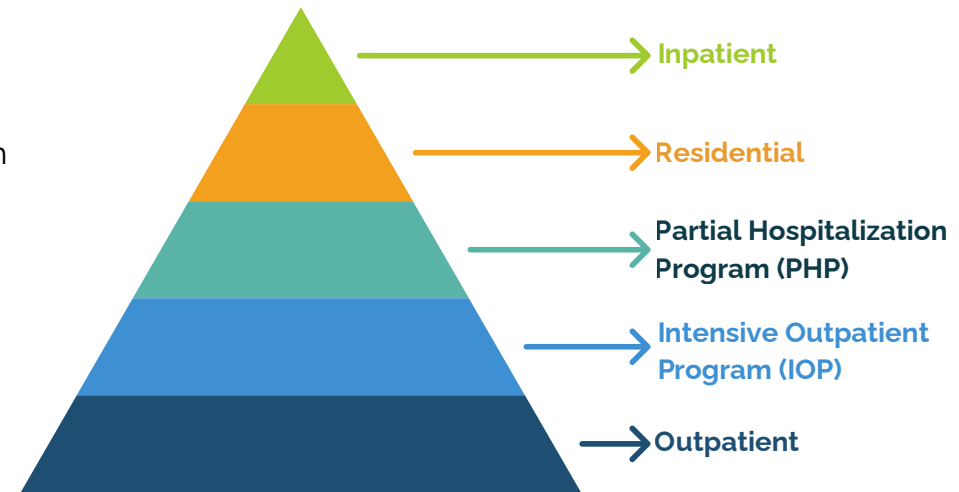 Inpatient
n
Residential
Partial Hospitalization
Program (PHP)
Intensive Outpatient
Program (IOP)
Outpatient